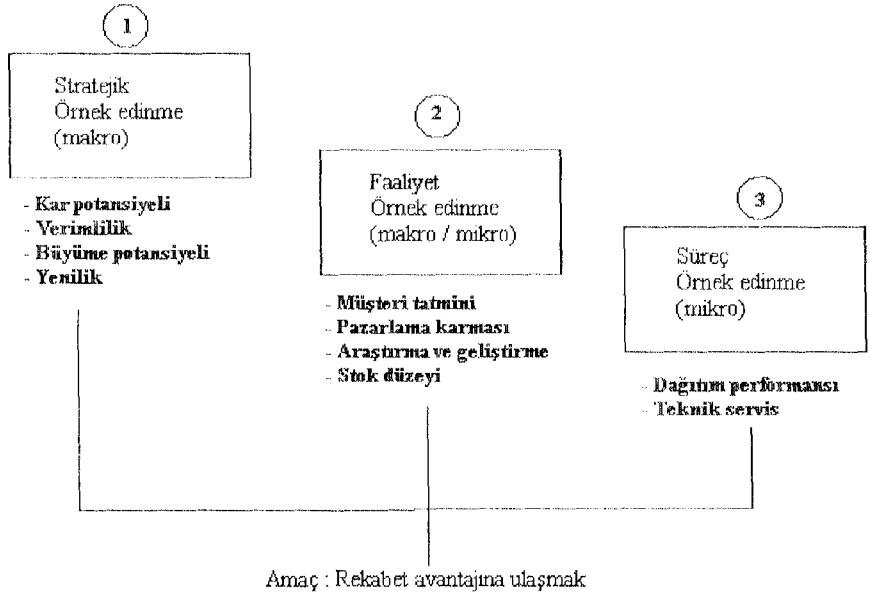 1
Stratejik
Örnek edinme
(makro)
- Kar potansiyeli
- Verimlilik
- Büyüme potansiyeli
- Yenilik
2
Faaliyet
Örnek edinme
(makro / mikro)
- Müşteri tatmini
- Pazarlama karması
- Araştırma ve geliştirme
- Stok düzeyi
3
Süreç
Örnek edinme
(mikro)
- Dağıtım performansı
- Teknik servis
Amaç : Rekabet avantajına ulaşmak